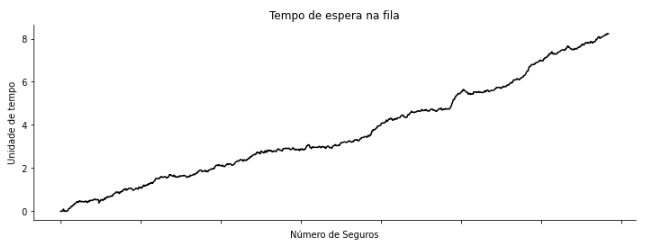 Tempo de espera na fila
Unidade de tempo
8
6
4
2
0
Número de Seguros